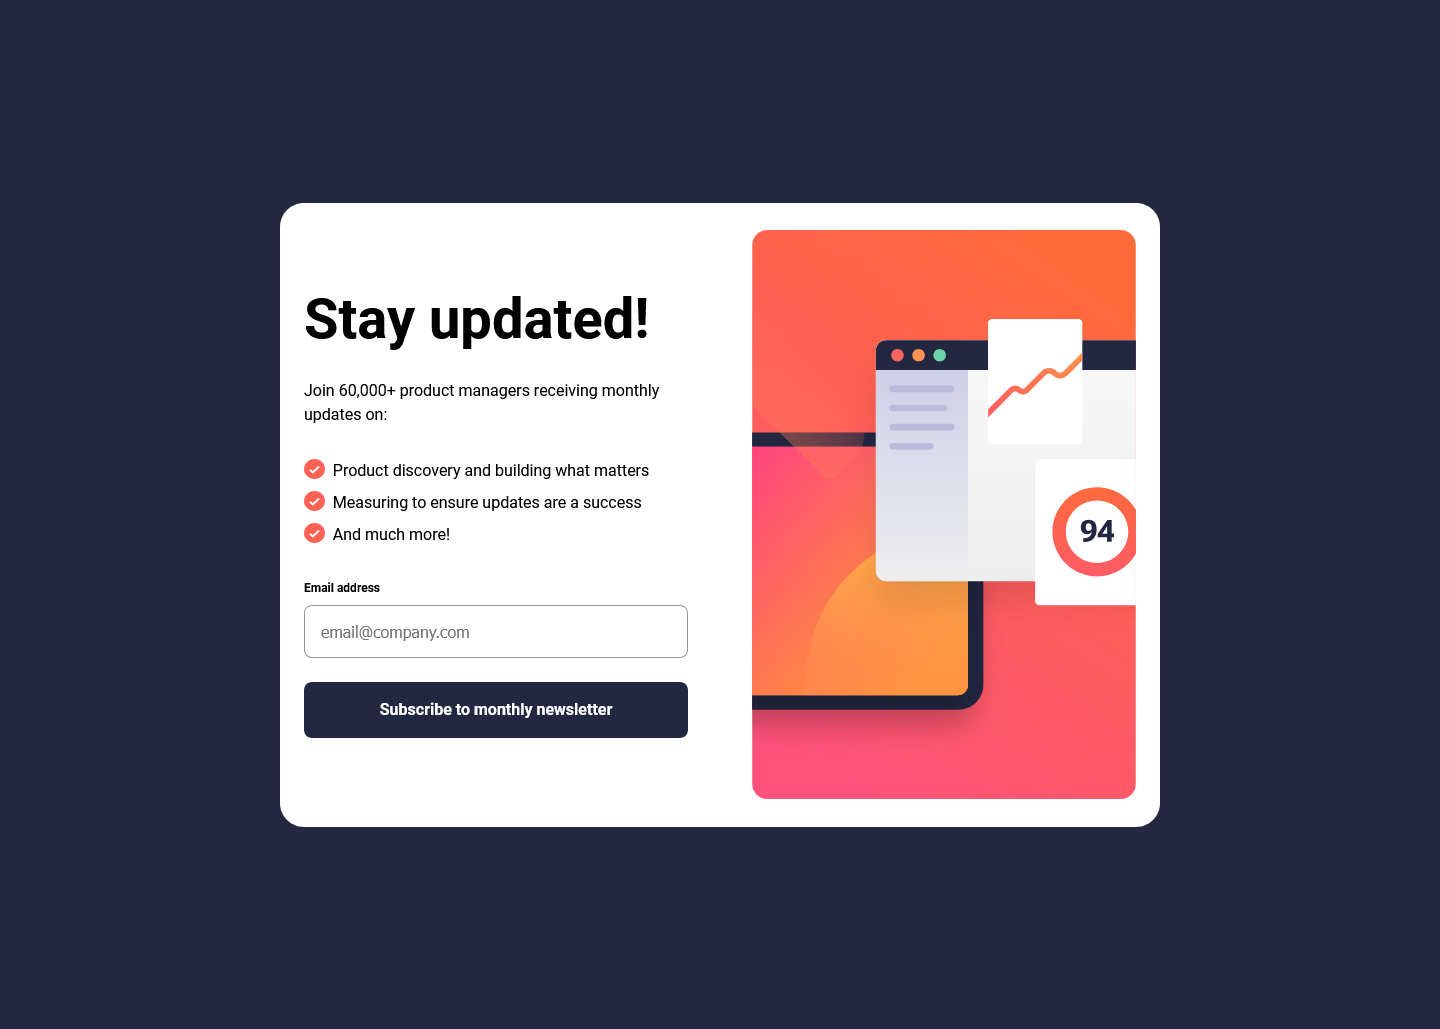 Stay updated!
Join 60,000+ product managers receiving monthly
updates on:
Product discovery and building what matters
Measuring to ensure updates are a success
And much more!
Email address
email@company.com
Subscribe to monthly newsletter
94